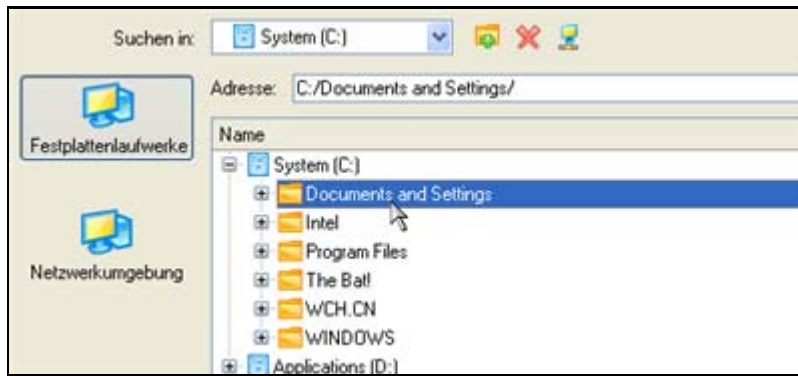 Suchen in: System (C:)
Adresse: C:/Documents and Settings/
Festplattenlaufwerke
Netzwerkumgebung
Name
System (C:)
Documents and Settings
Intel
Program Files
The Bat!
WCH.CN
WINDOWS
Applications (D:)